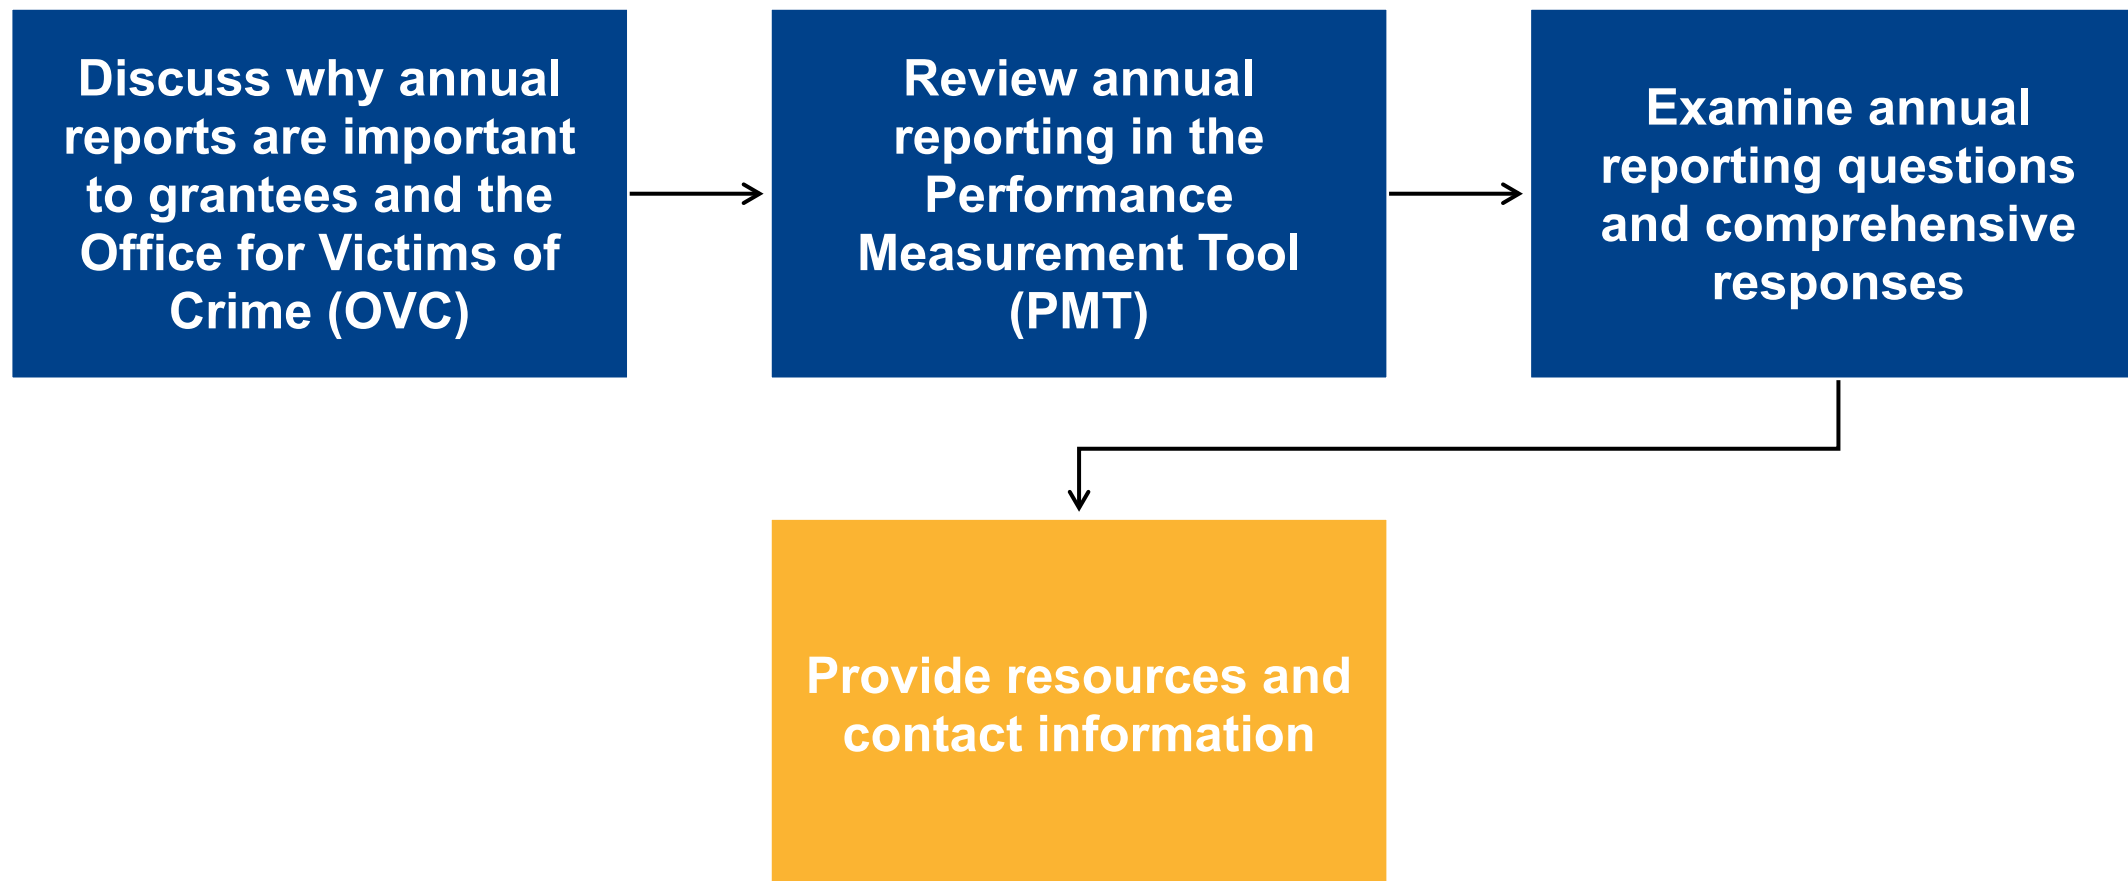 Discuss why annual
reports are important
to grantees and the
Office for Victims of
Crime (OVC)
Review annual
reporting in the
Performance
Measurement Tool
(PMT)
Examine annual
reporting questions
and comprehensive
responses
Provide resources and
contact information